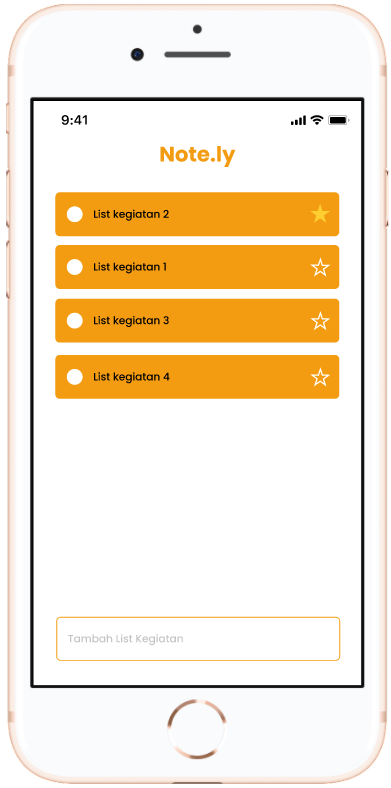 9:41
Note.ly
List kegiatan 2
List kegiatan 1
List kegiatan 3
List kegiatan 4
Tambah List Kegiatan